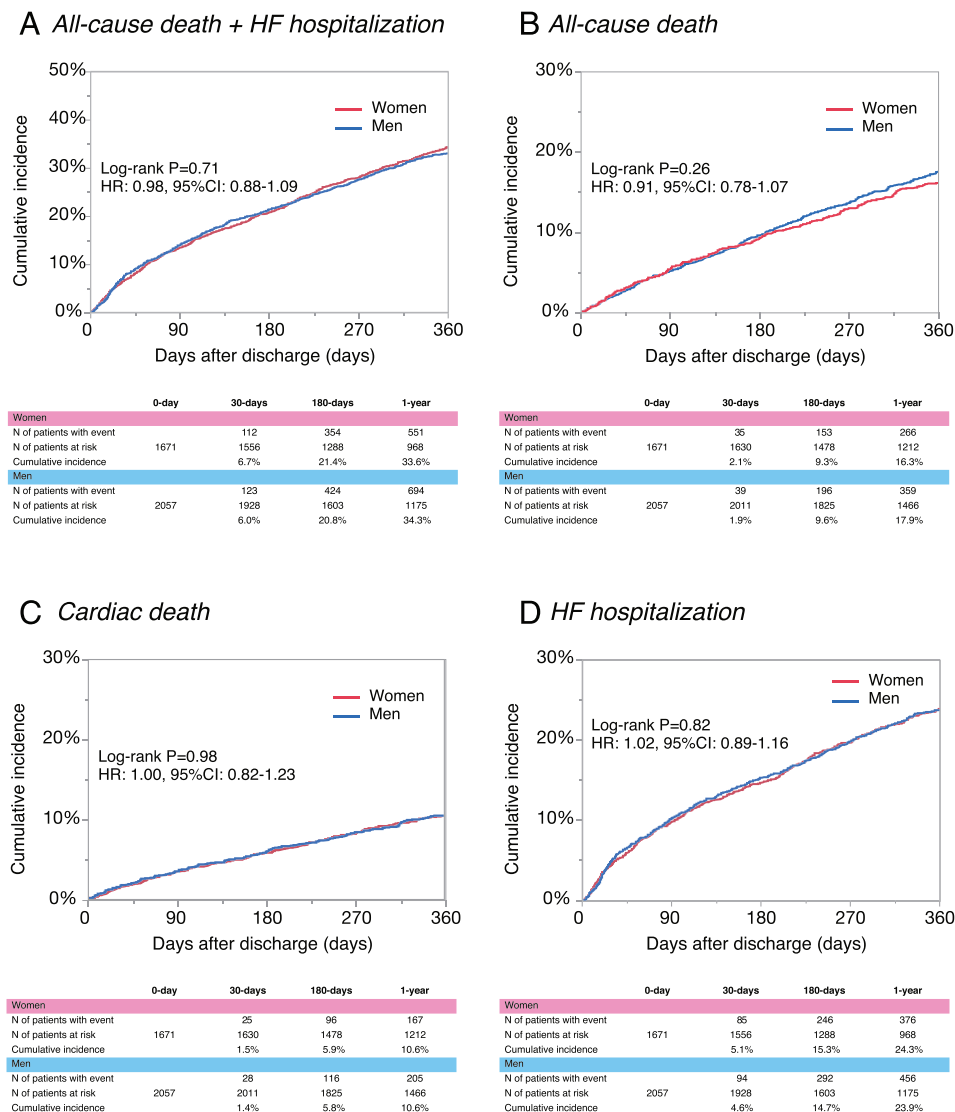 A All-cause death + HF hospitalization
50%
40%
30%
20%
10%
0%
Cumulative incidence
Women
Men
Log-rank P=0.71
HR: 0.98, 95%CI: 0.88-1.09
0 90 180 270 360
Days after discharge (days)
0-day 30-days 180-days 1-year
Women
N of patients with event 112 354 551
N of patients at risk 1671 1556 1288 968
Cumulative incidence 6.7% 21.4% 33.6%
Men
N of patients with event 123 424 694
N of patients at risk 2057 1928 1603 1175
Cumulative incidence 6.0% 20.8% 34.3%
B All-cause death
30%
20%
10%
0%
Cumulative incidence
Women
Men
Log-rank P=0.26
HR: 0.91, 95%CI: 0.78-1.07
0 90 180 270 360
Days after discharge (days)
0-day 30-days 180-days 1-year
Women
N of patients with event 35 153 266
N of patients at risk 1671 1630 1478 1212
Cumulative incidence 2.1% 9.3% 16.3%
Men
N of patients with event 39 196 359
N of patients at risk 2057 2011 1825 1466
Cumulative incidence 1.9% 9.6% 17.9%
C Cardiac death
30%
20%
10%
0%
Cumulative incidence
Women
Men
Log-rank P=0.98
HR: 1.00, 95%CI: 0.82-1.23
0 90 180 270 360
Days after discharge (days)
0-day 30-days 180-days 1-year
Women
N of patients with event 25 96 167
N of patients at risk 1671 1630 1478 1212
Cumulative incidence 1.5% 5.9% 10.6%
Men
N of patients with event 28 116 205
N of patients at risk 2057 2011 1825 1466
Cumulative incidence 1.4% 5.8% 10.6%
D HF hospitalization
30%
20%
10%
0%
Cumulative incidence
Women
Men
Log-rank P=0.82
HR: 1.02, 95%CI: 0.89-1.16
0 90 180 270 360
Days after discharge (days)
0-day 30-days 180-days 1-year
Women
N of patients with event 85 246 376
N of patients at risk 1671 1556 1288 968
Cumulative incidence 5.1% 15.3% 24.3%
Men
N of patients with event 94 292 456
N of patients at risk 2057 1928 1603 1175
Cumulative incidence 4.6% 14.7% 23.9%